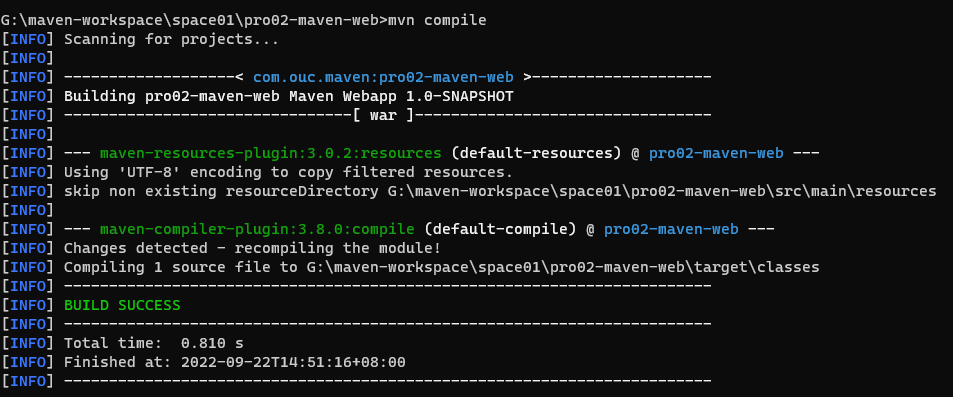 G:\maven-workspace\space01\pro02-maven-web>mvn compile
[INFO] Scanning for projects...
[INFO]
[INFO] -------------------< com.ouc.maven:pro02-maven-web >--------------------
[INFO] Building pro02-maven-web Maven Webapp 1.0-SNAPSHOT
[INFO] --------------------------------[ war ]---------------------------------
[INFO]
[INFO] --- maven-resources-plugin:3.0.2:resources (default-resources) @ pro02-maven-web ---
[INFO] Using 'UTF-8' encoding to copy filtered resources.
[INFO] skip non existing resourceDirectory G:\maven-workspace\space01\pro02-maven-web\src\main\resources
[INFO]
[INFO] --- maven-compiler-plugin:3.8.0:compile (default-compile) @ pro02-maven-web ---
[INFO] Changes detected - recompiling the module!
[INFO] Compiling 1 source file to G:\maven-workspace\space01\pro02-maven-web\target\classes
[INFO] ------------------------------------------------------------------------
[INFO] BUILD SUCCESS
[INFO] ------------------------------------------------------------------------
[INFO] Total time:  0.810 s
[INFO] Finished at: 2022-09-22T14:51:16+08:00
[INFO] ------------------------------------------------------------------------